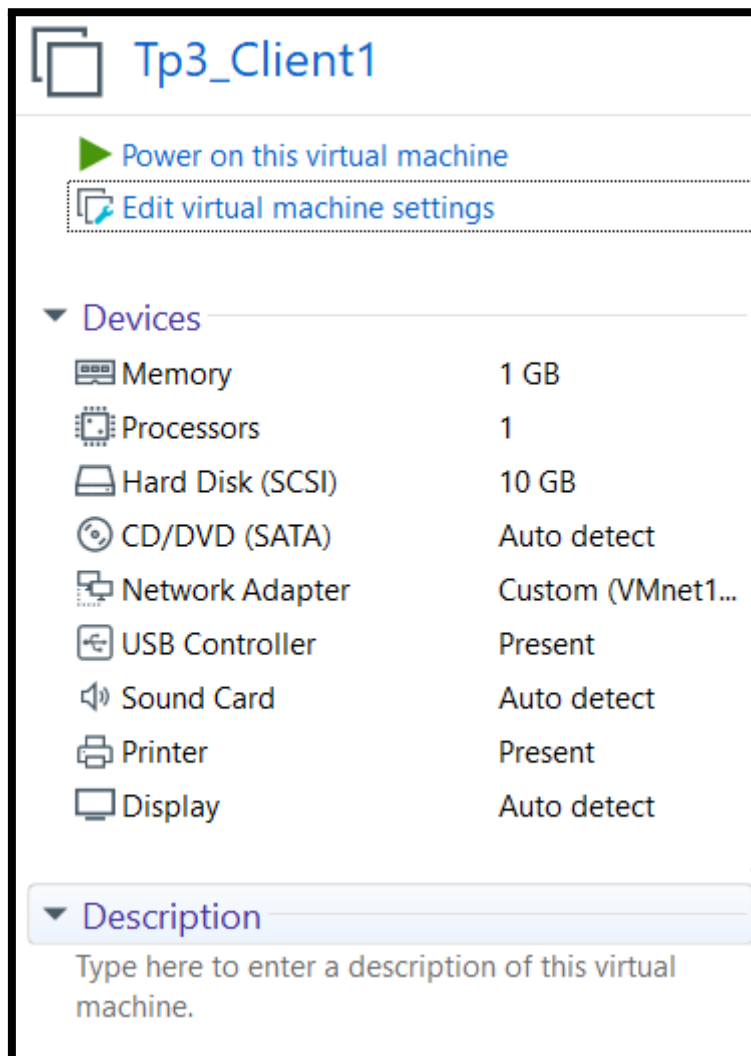 Tp3_Client1
Power on this virtual machine
Edit virtual machine settings
Devices
Memory 1 GB
Processors 1
Hard Disk (SCSI) 10 GB
CD/DVD (SATA) Auto detect
Network Adapter Custom (VMnet1...
USB Controller Present
Sound Card Auto detect
Printer Present
Display Auto detect
Description
Type here to enter a description of this virtual
machine.